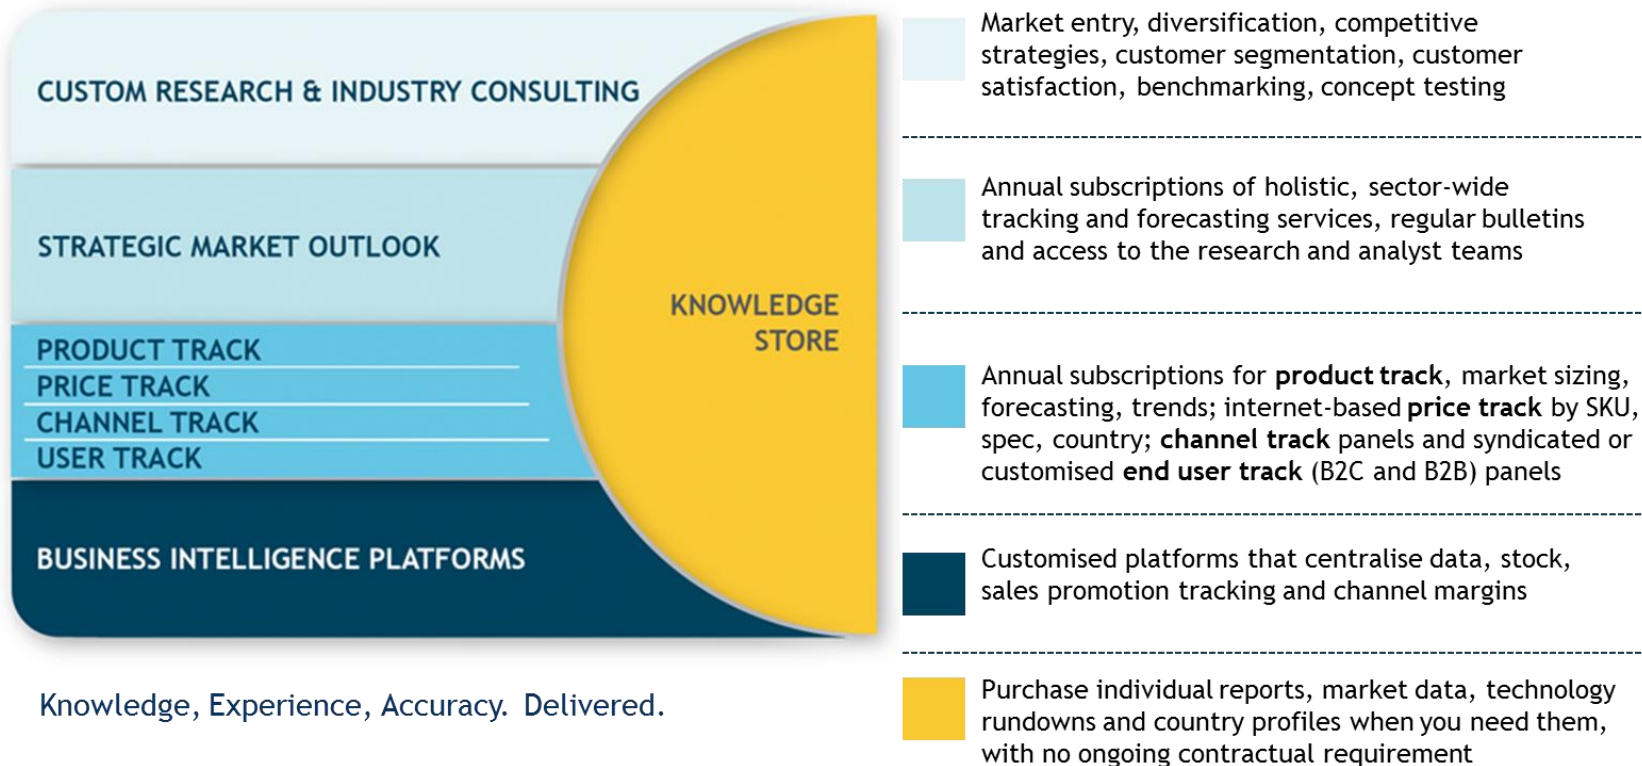 CUSTOM RESEARCH & INDUSTRY CONSULTING
STRATEGIC MARKET OUTLOOK
PRODUCT TRACK
PRICE TRACK
CHANNEL TRACK
USER TRACK
BUSINESS INTELLIGENCE PLATFORMS
KNOWLEDGE
STORE
Knowledge, Experience, Accuracy. Delivered.
Market entry, diversification, competitive
strategies, customer segmentation, customer
satisfaction, benchmarking, concept testing
Annual subscriptions of holistic, sector-wide
tracking and forecasting services, regular bulletins
and access to the research and analyst teams
Annual subscriptions for product track, market sizing,
forecasting, trends; internet-based price track by SKU,
spec, country; channel track panels and syndicated or
customised end user track (B2C and B2B) panels
Customised platforms that centralise data, stock,
sales promotion tracking and channel margins
Purchase individual reports, market data, technology
rundowns and country profiles when you need them,
with no ongoing contractual requirement